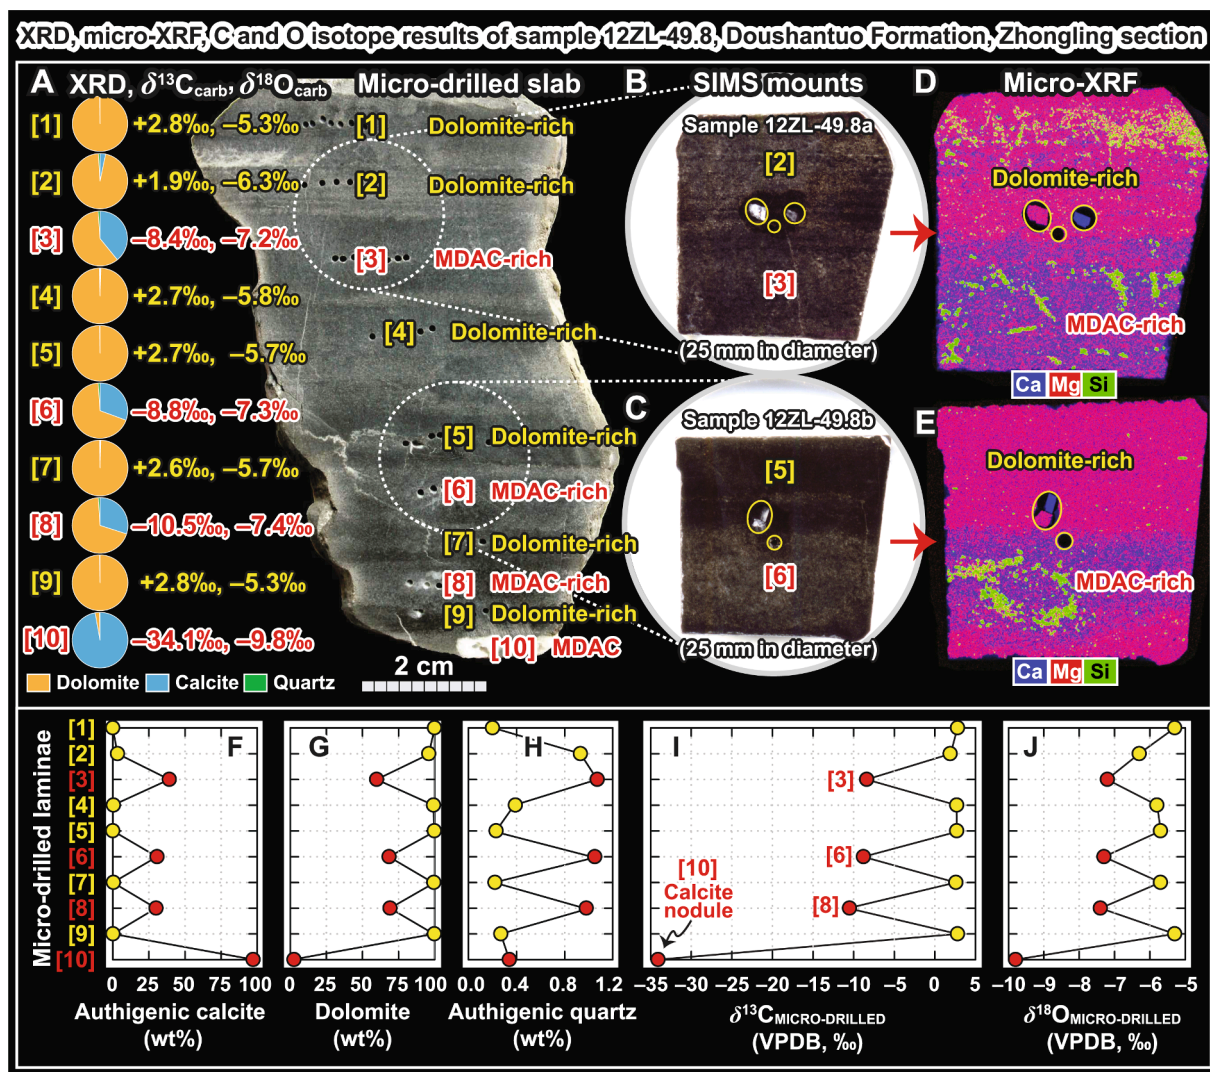 XRD, micro-XRF, C and O isotope results of sample 12ZL-49.8, Doushantuo Formation, Zhongling section
A XRD, δ13Ccarb, δ18Ocarb Micro-drilled slab
[1] +2.8‰, –5.3‰ [1] Dolomite-rich
[2] +1.9‰, –6.3‰ [2] Dolomite-rich
[3] –8.4‰, –7.2‰ [3] MDAC-rich
[4] +2.7‰, –5.8‰ [4] Dolomite-rich
[5] +2.7‰, –5.7‰
[6] –8.8‰, –7.3‰ [5] Dolomite-rich
[7] +2.6‰, –5.7‰ [6] MDAC-rich
[8] –10.5‰, –7.4‰ [7] Dolomite-rich
[9] +2.8‰, –5.3‰ [8] MDAC-rich
[9] Dolomite-rich
[10] –34.1‰, –9.8‰ [10] MDAC
Dolomite Calcite Quartz
2 cm
B SIMS mounts
Sample 12ZL-49.8a
[2]
[3]
(25 mm in diameter)
C
Sample 12ZL-49.8b
[5]
[6]
(25 mm in diameter)
D Micro-XRF
Dolomite-rich
MDAC-rich
Ca Mg Si
E
Dolomite-rich
MDAC-rich
Ca Mg Si
Micro-drilled laminae
[1]
[2]
[3]
[4]
[5]
[6]
[7]
[8]
[9]
[10]
F
0 25 50 75 100
Authigenic calcite
(wt%)
G
0 25 50 75 100
Dolomite
(wt%)
H
0.0 0.4 0.8 1.2
Authigenic quartz
(wt%)
I
[3]
[6]
[8]
[10]
Calcite
nodule
–35 –30 –25 –20 –15 –10 –5 0 5
δ13CMICRO-DRILLED
(VPDB, ‰)
J
–10 –9 –8 –7 –6 –5
δ18OMICRO-DRILLED
(VPDB, ‰)